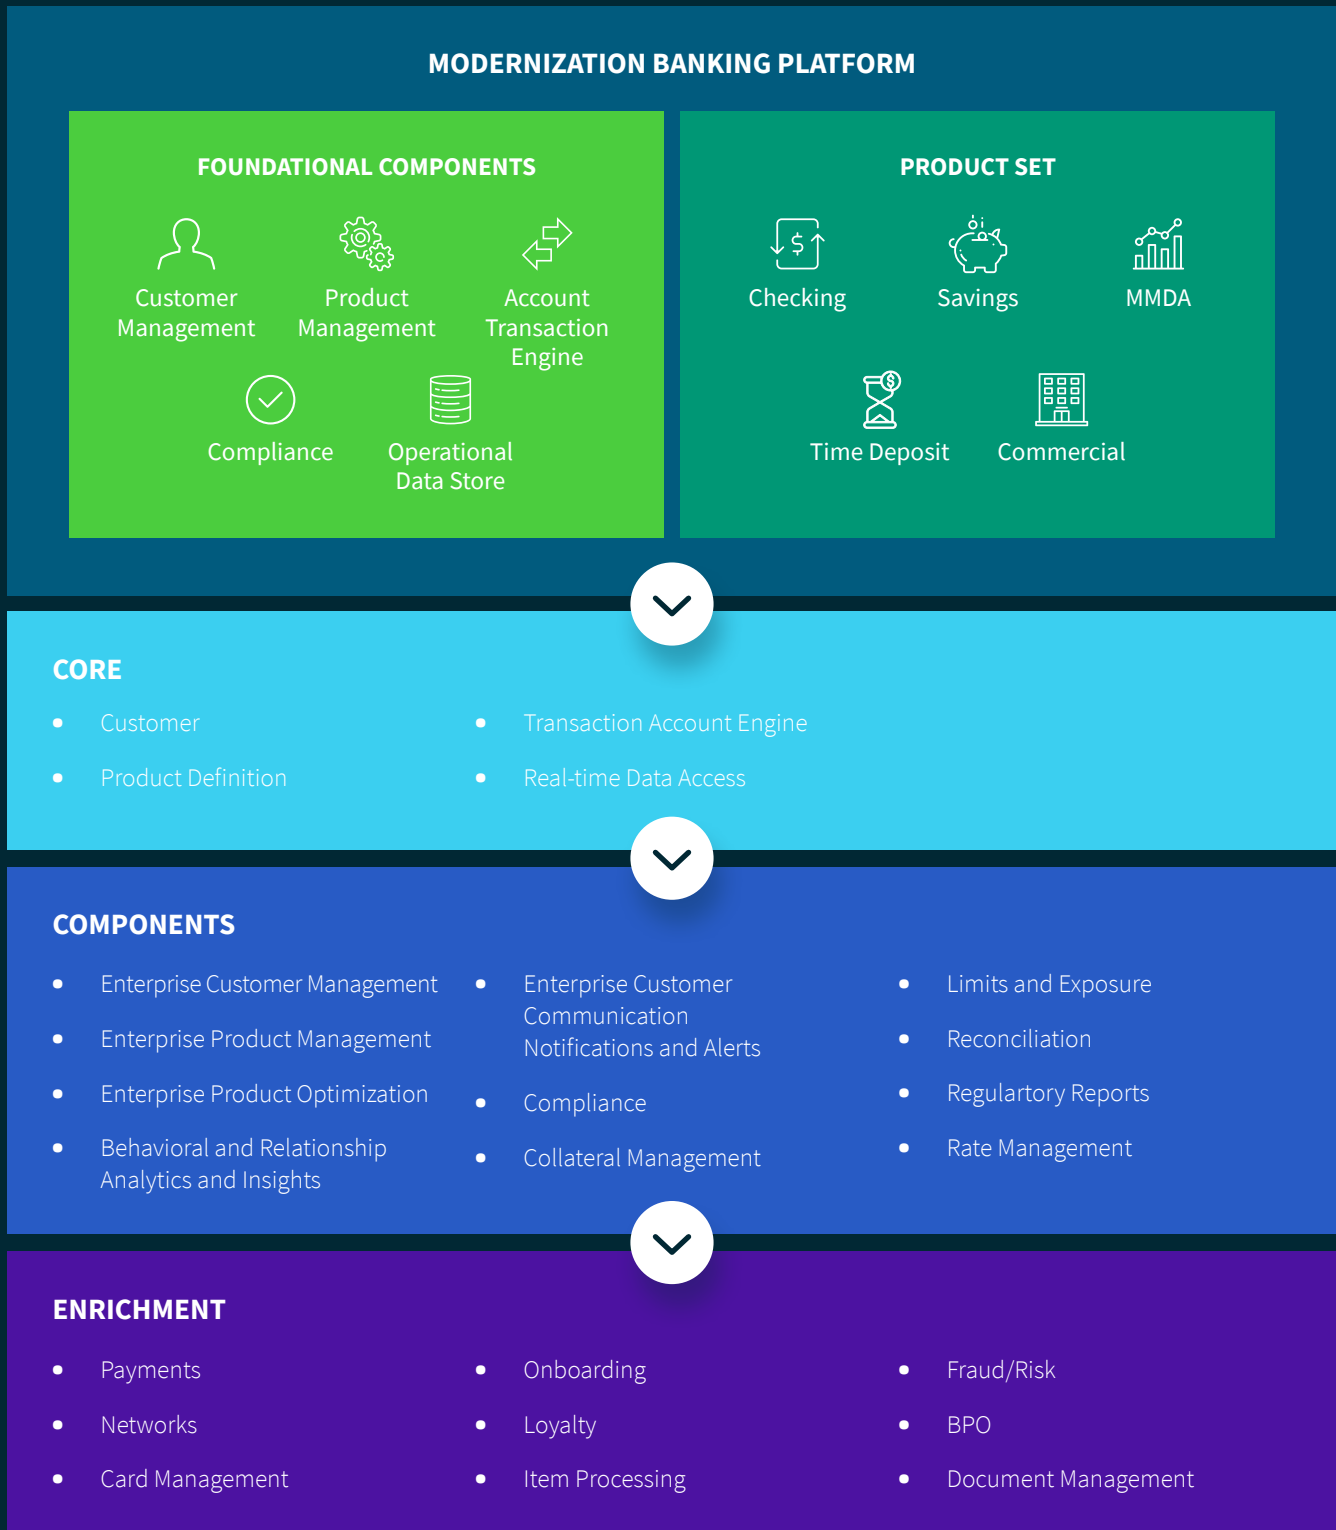 MODERNIZATION BANKING PLATFORM
FOUNDATIONAL COMPONENTS
Customer
Management
Product
Management
Account
Transaction
Engine
Compliance
Operational
Data Store
PRODUCT SET
$
Checking
Savings
MMDA
$
Time Deposit
Commercial
CORE
• Customer
• Product Definition
• Transaction Account Engine
• Real-time Data Access
COMPONENTS
• Enterprise Customer Management
• Enterprise Product Management
• Enterprise Product Optimization
• Behavioral and Relationship
Analytics and Insights
• Enterprise Customer
Communication
Notifications and Alerts
• Compliance
• Collateral Management
• Limits and Exposure
• Reconciliation
• Regulartory Reports
• Rate Management
ENRICHMENT
• Payments
• Networks
• Card Management
• Onboarding
• Loyalty
• Item Processing
• Fraud/Risk
• BPO
• Document Management